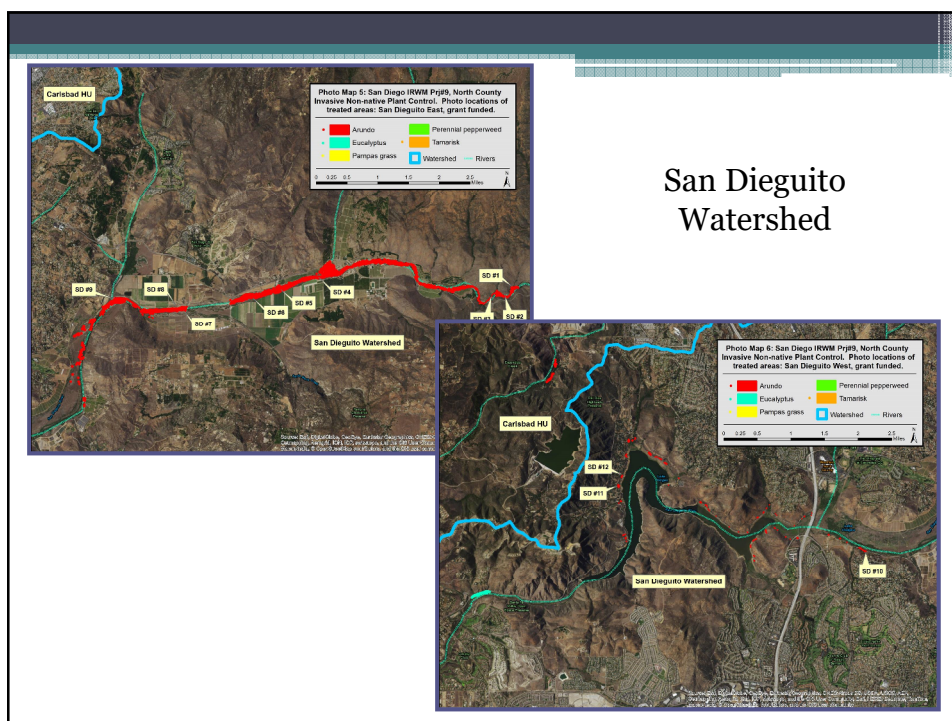 San Dieguito
Watershed
Carlsbad HU
Photo Map 5: San Diego IRWM Prj#9, North County
Invasive Non-native Plant Control. Photo locations of
treated areas: San Dieguito East, grant funded.
Arundo
Perennial pepperweed
Eucalyptus
Tamarisk
Pampas grass
Watershed
Rivers
0 0.25 0.5 1 1.5 2 2.5
Miles
N
SD #1
SD #9
SD #8
SD #4
SD #5
SD #6
SD #2
SD #7
San Dieguito Watershed
Photo Map 6: San Diego IRWM Prj#9, North County
Invasive Non-native Plant Control. Photo locations of
treated areas: San Dieguito West, grant funded.
Arundo
Perennial pepperweed
Eucalyptus
Tamarisk
Pampas grass
Watershed
Rivers
0 0.25 0.5 1 1.5 2 2.5
Miles
N
Carlsbad HU
SD #12
SD #11
SD #10
San Dieguito Watershed